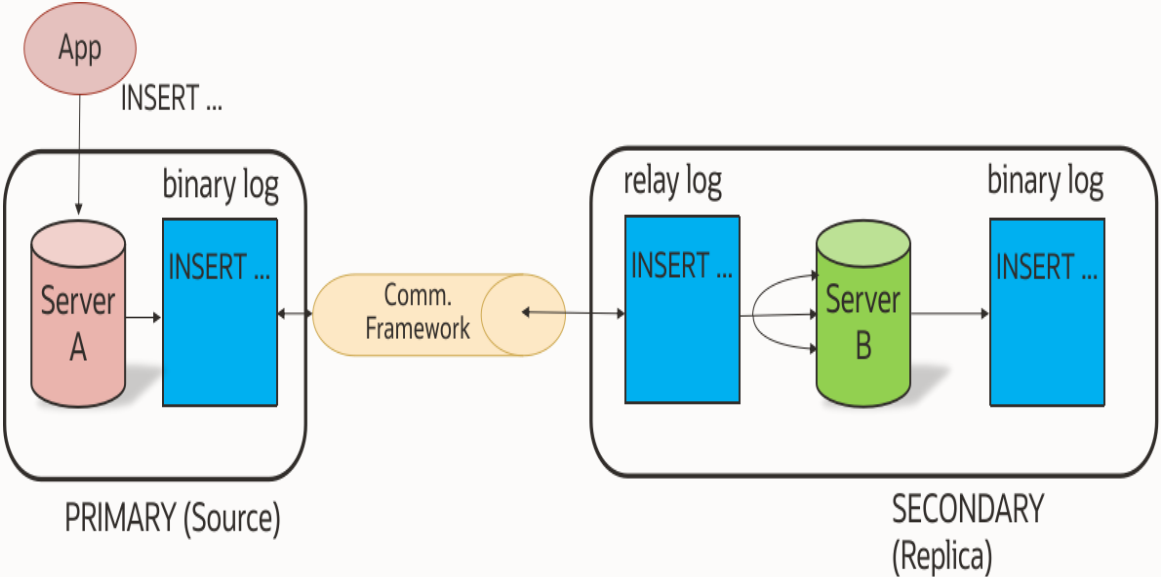 App
INSERT ...
binary log
INSERT ...
Server
A
Comm.
Framework
PRIMARY (Source)
relay log
INSERT ...
Server
B
binary log
INSERT ...
SECONDARY
(Replica)